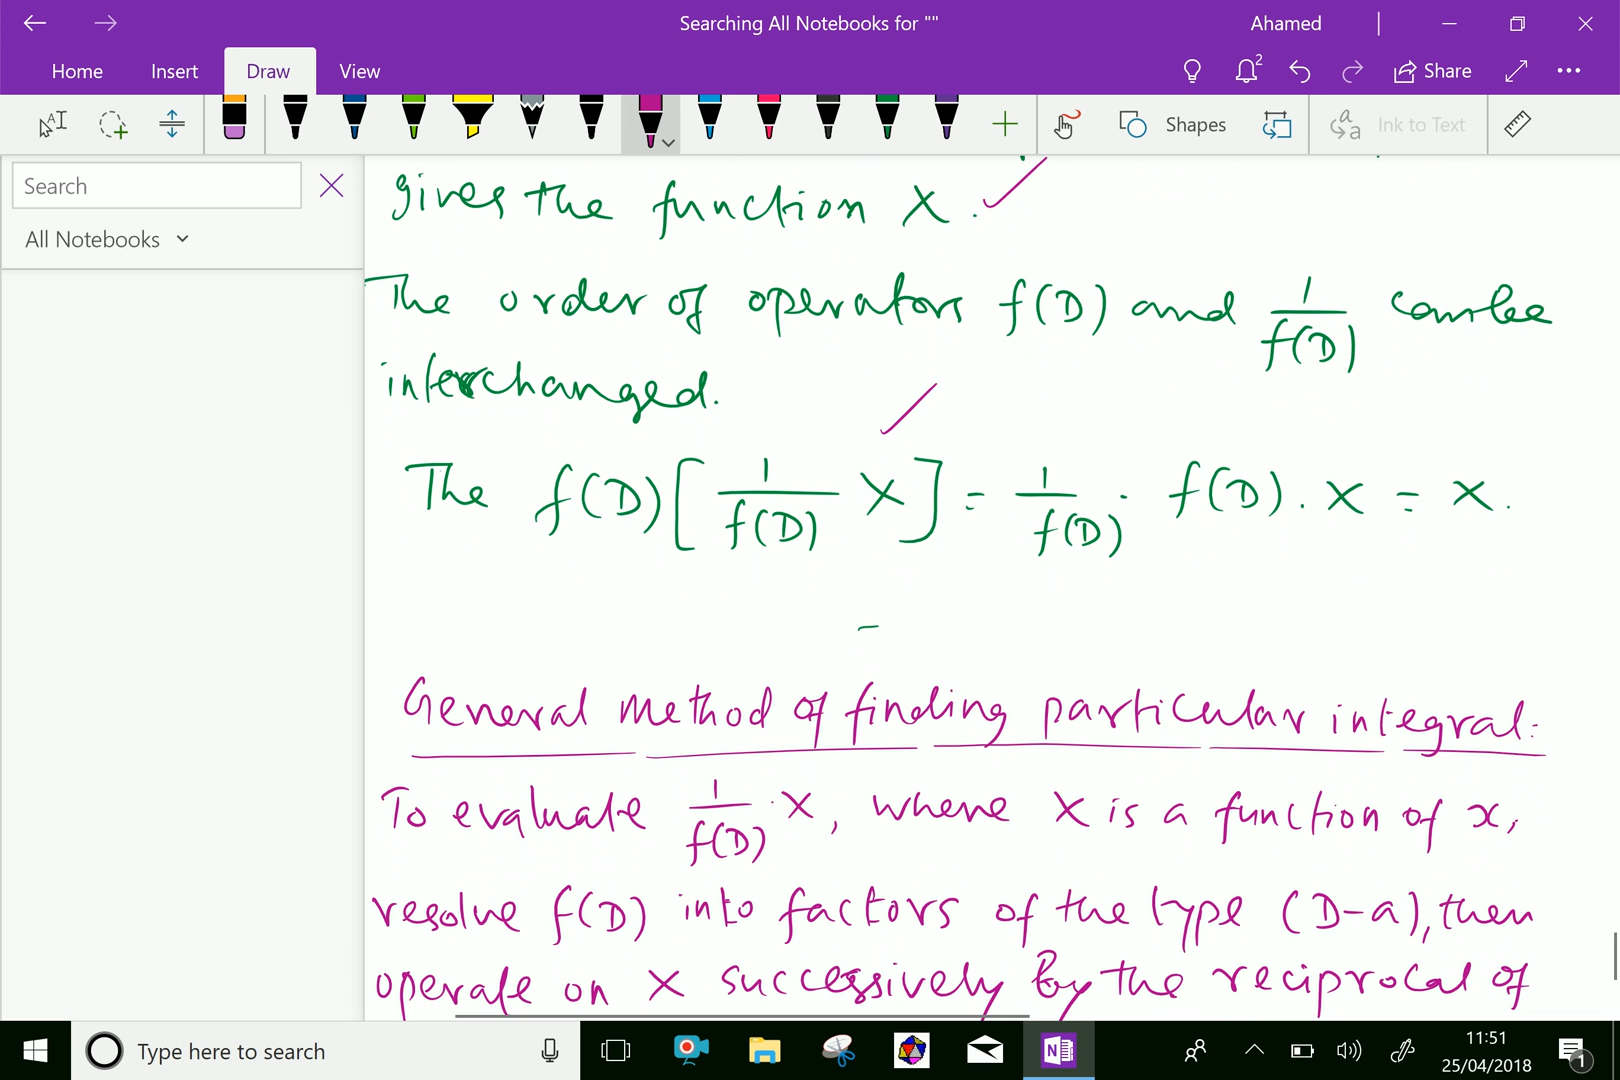 Searching All Notebooks for ""
Ahamed
Home Insert Draw View
2
Share
Shapes
Ink to Text
Search
All Notebooks
gives the function X.
The order of operators f(D) and 1/f(D) can be
interchanged.
The f(D)[1/f(D) X] = 1/f(D) . f(D) . X = X.
-
General method of finding particular integral:
To evaluate 1/f(D) . X, where X is a function of x,
resolve f(D) into factors of the type (D-a), then
operate on X successively by the reciprocal of
Type here to search
11:51
25/04/2018
1